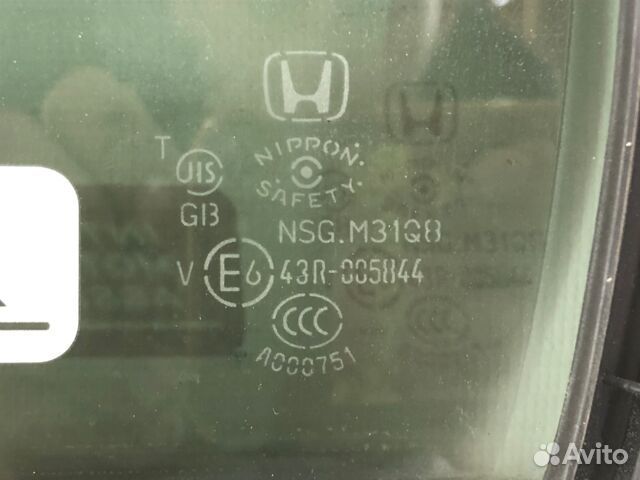 T
NIPPON.
SAFETY.
JIS
GB
NSG.M31Q8
V E6 43R-005844
CCC
A000751
Avito